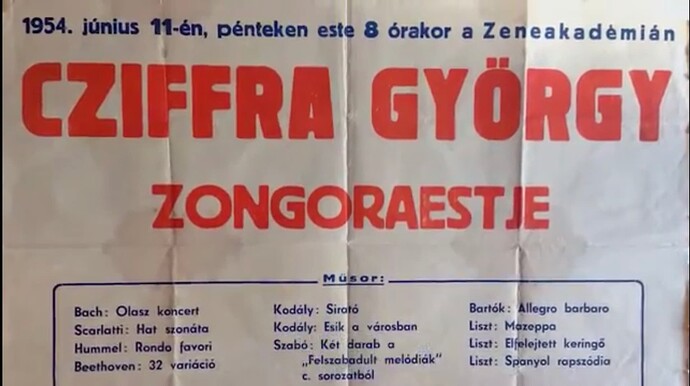 1954. június 11-én, pénteken este 8 órakor a Zeneakadémián
CZIFFRA GYÖRGY
ZONGORAESTJE
Műsor:
Bach: Olasz koncert
Scarlatti: Hat szonáta
Hummel: Rondo favori
Beethoven: 32 variáció
Kodály: Sirató
Kodály: Esik a városban
Szabó: Két darab a
„Felszabadult melódiák"
c. sorozatból
Bartók: Allegro barbaro
Liszt: Mazeppa
Liszt: Elfelejtett keringő
Liszt: Spanyol rapszódia